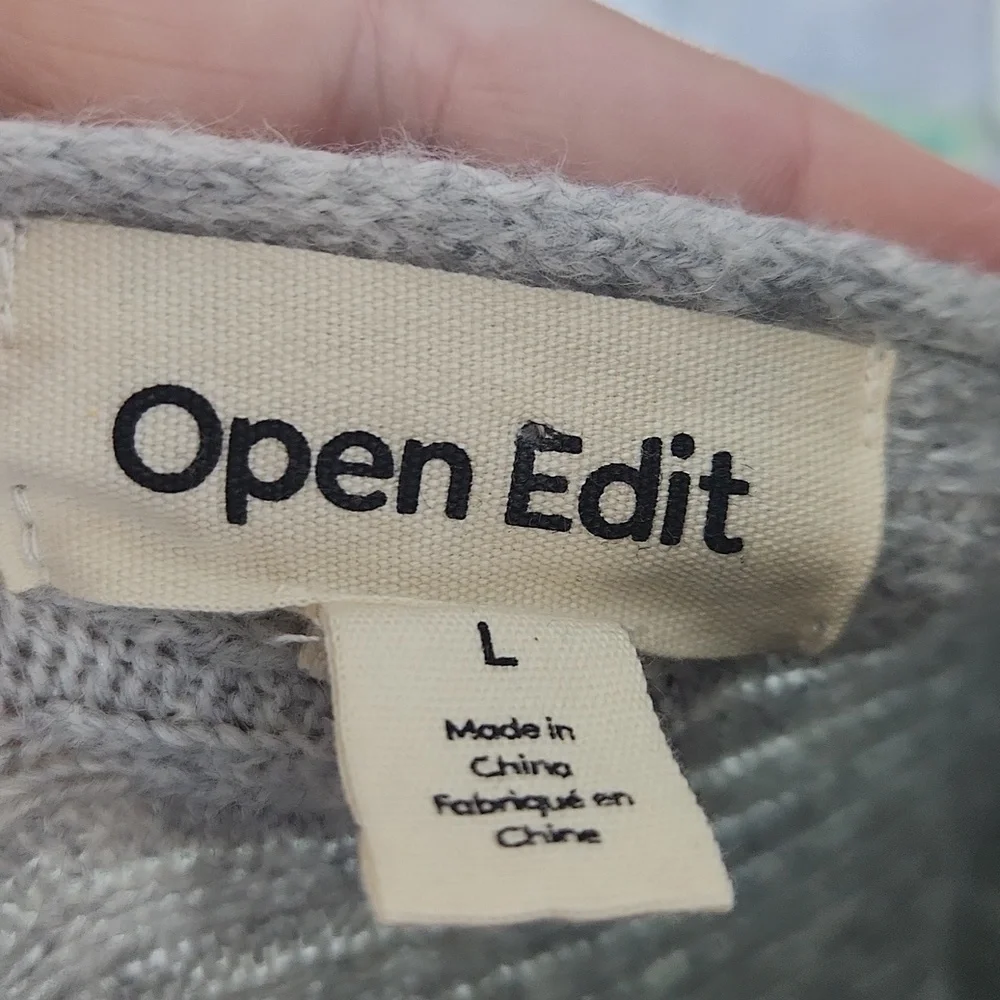 Open Edit
L
Made in
China
Fabriqué en
Chine